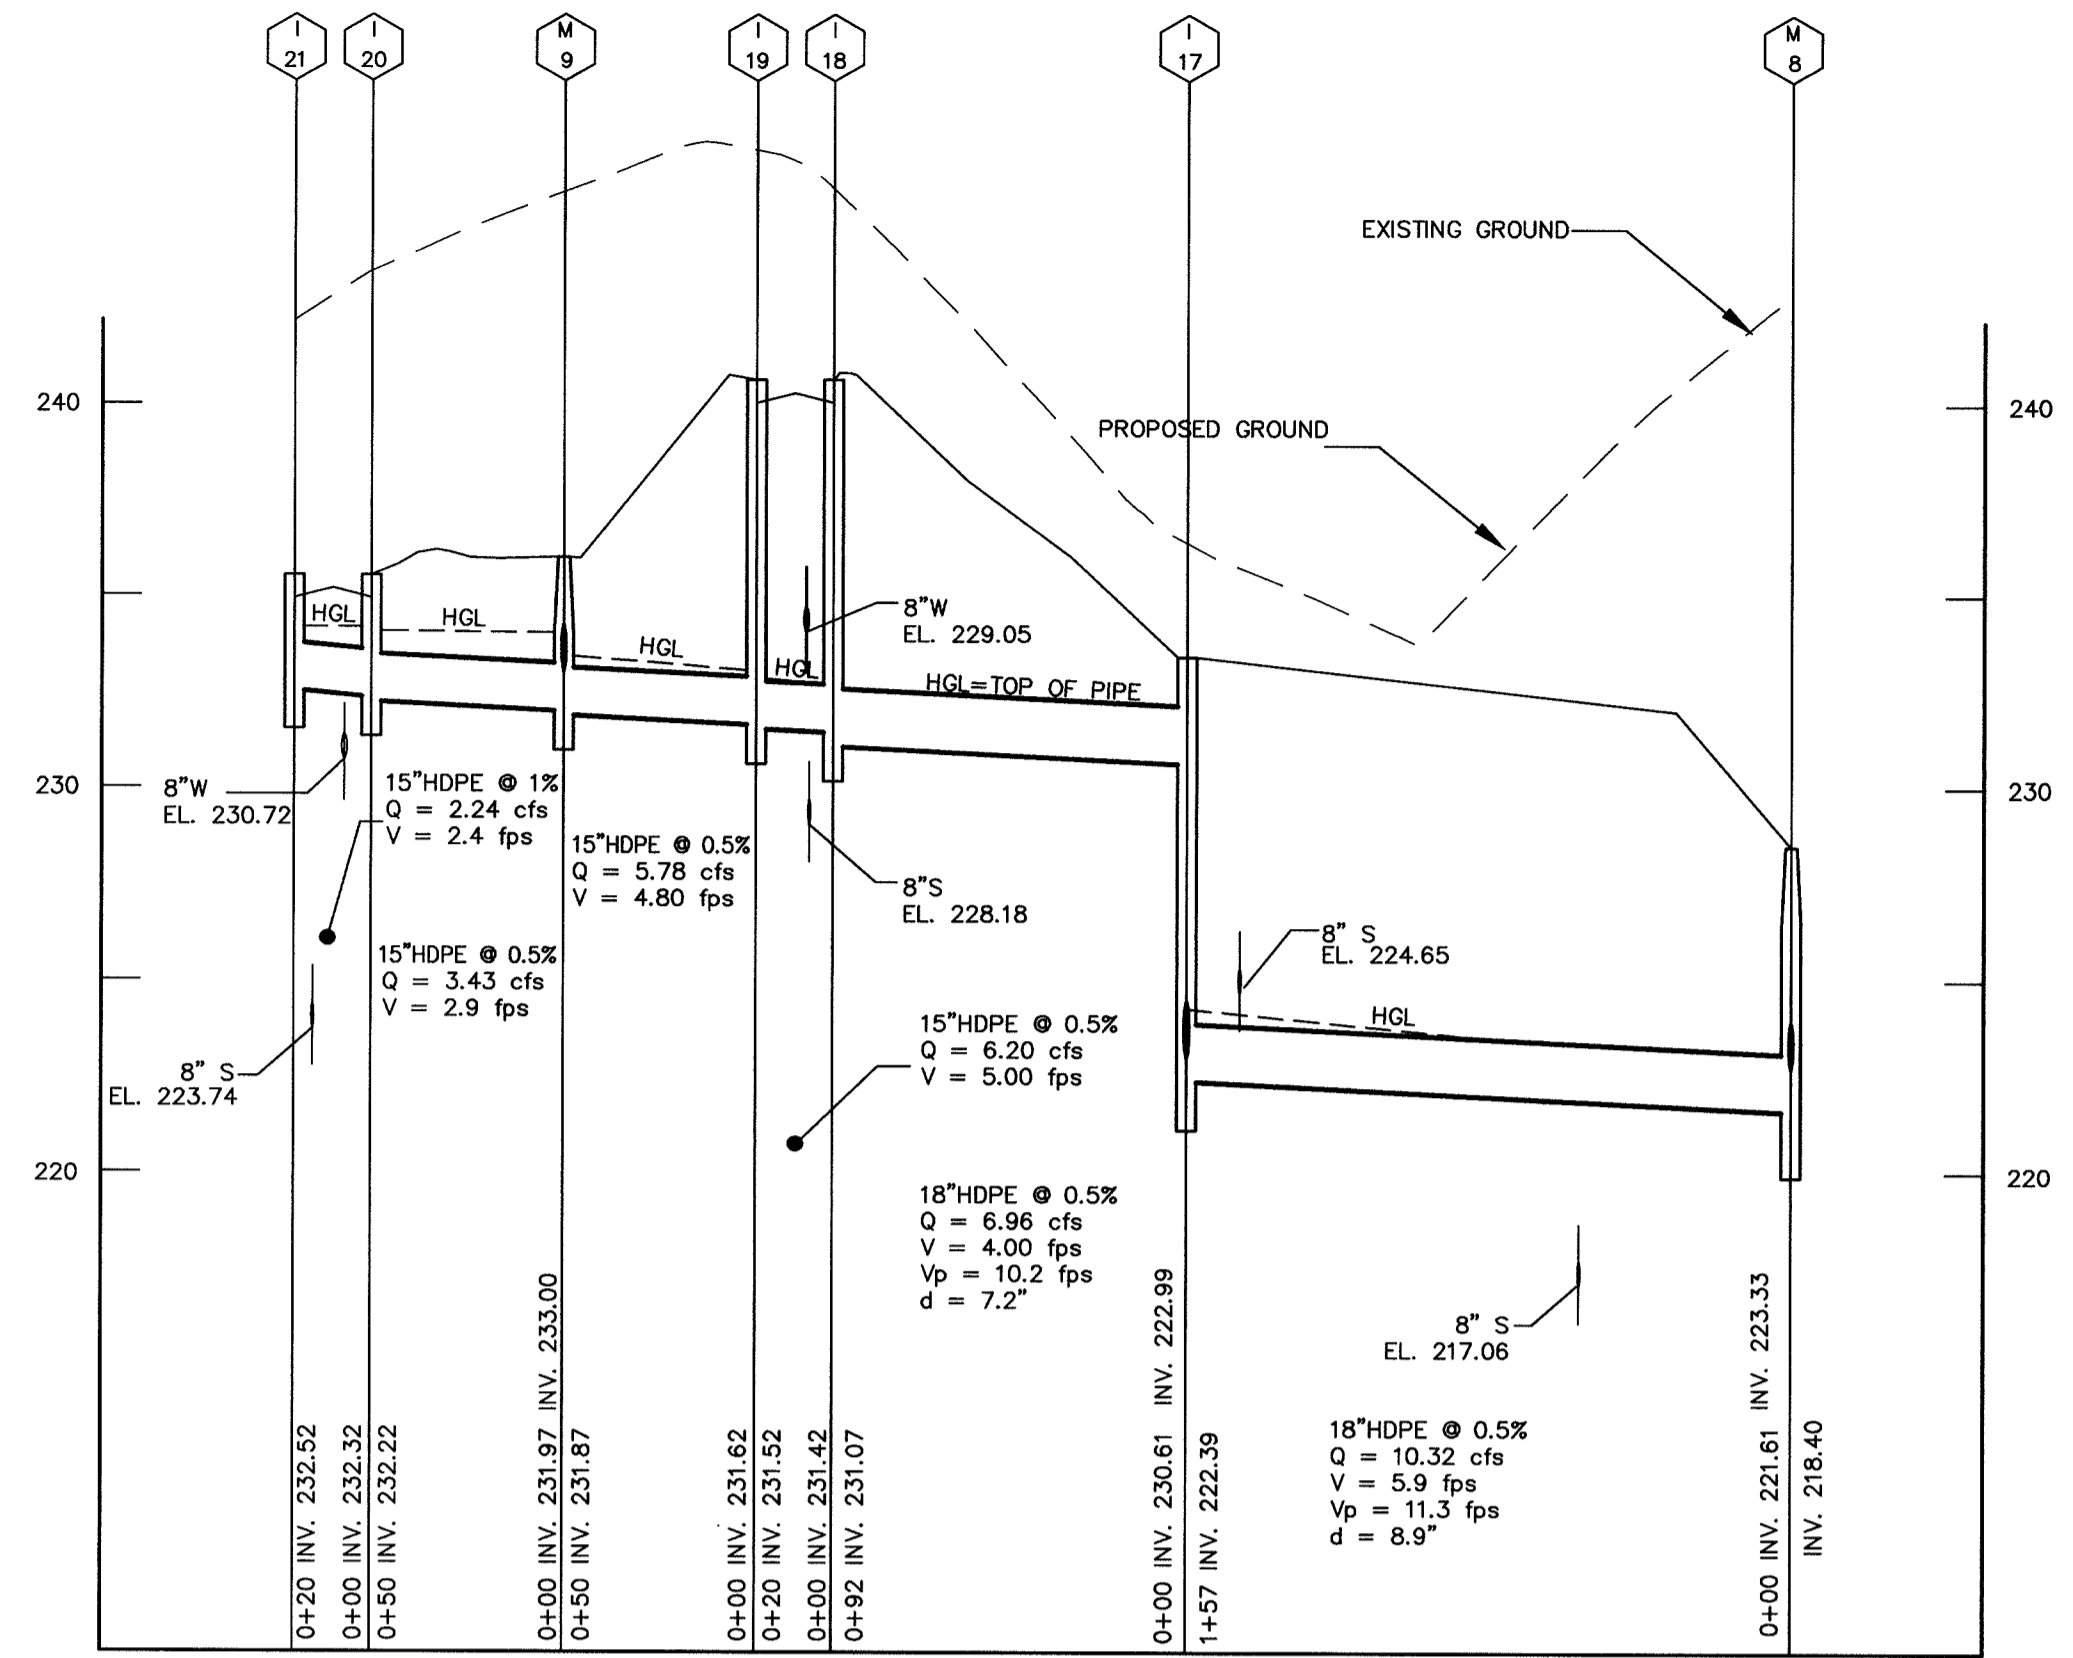 I
21
I
20
M
9
I
19
I
18
I
17
M
8
EXISTING GROUND
PROPOSED GROUND
240
240
230
230
220
220
HGL
HGL
HGL
HGL
HGL=TOP OF PIPE
HGL
8"W
EL. 229.05
8"W
EL. 230.72
15"HDPE @ 1%
Q = 2.24 cfs
V = 2.4 fps
15"HDPE @ 0.5%
Q = 5.78 cfs
V = 4.80 fps
8"S
EL. 228.18
15"HDPE @ 0.5%
Q = 3.43 cfs
V = 2.9 fps
8" S
EL. 224.65
8" S
EL. 223.74
15"HDPE @ 0.5%
Q = 6.20 cfs
V = 5.00 fps
18"HDPE @ 0.5%
Q = 6.96 cfs
V = 4.00 fps
Vp = 10.2 fps
d = 7.2"
8" S
EL. 217.06
18"HDPE @ 0.5%
Q = 10.32 cfs
V = 5.9 fps
Vp = 11.3 fps
d = 8.9"
0+20 INV. 232.52
0+00 INV. 232.32
0+50 INV. 232.22
0+00 INV. 231.97 INV. 233.00
0+50 INV. 231.87
0+00 INV. 231.62
0+20 INV. 231.52
0+00 INV. 231.42
0+92 INV. 231.07
0+00 INV. 230.61 INV. 222.99
1+57 INV. 222.39
0+00 INV. 221.61 INV. 223.33
INV. 218.40